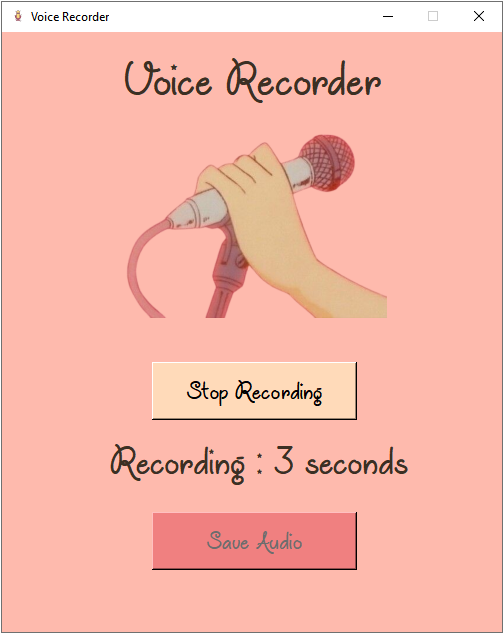 Voice Recorder
Voice Recorder
Stop Recording
Recording : 3 seconds
Save Audio